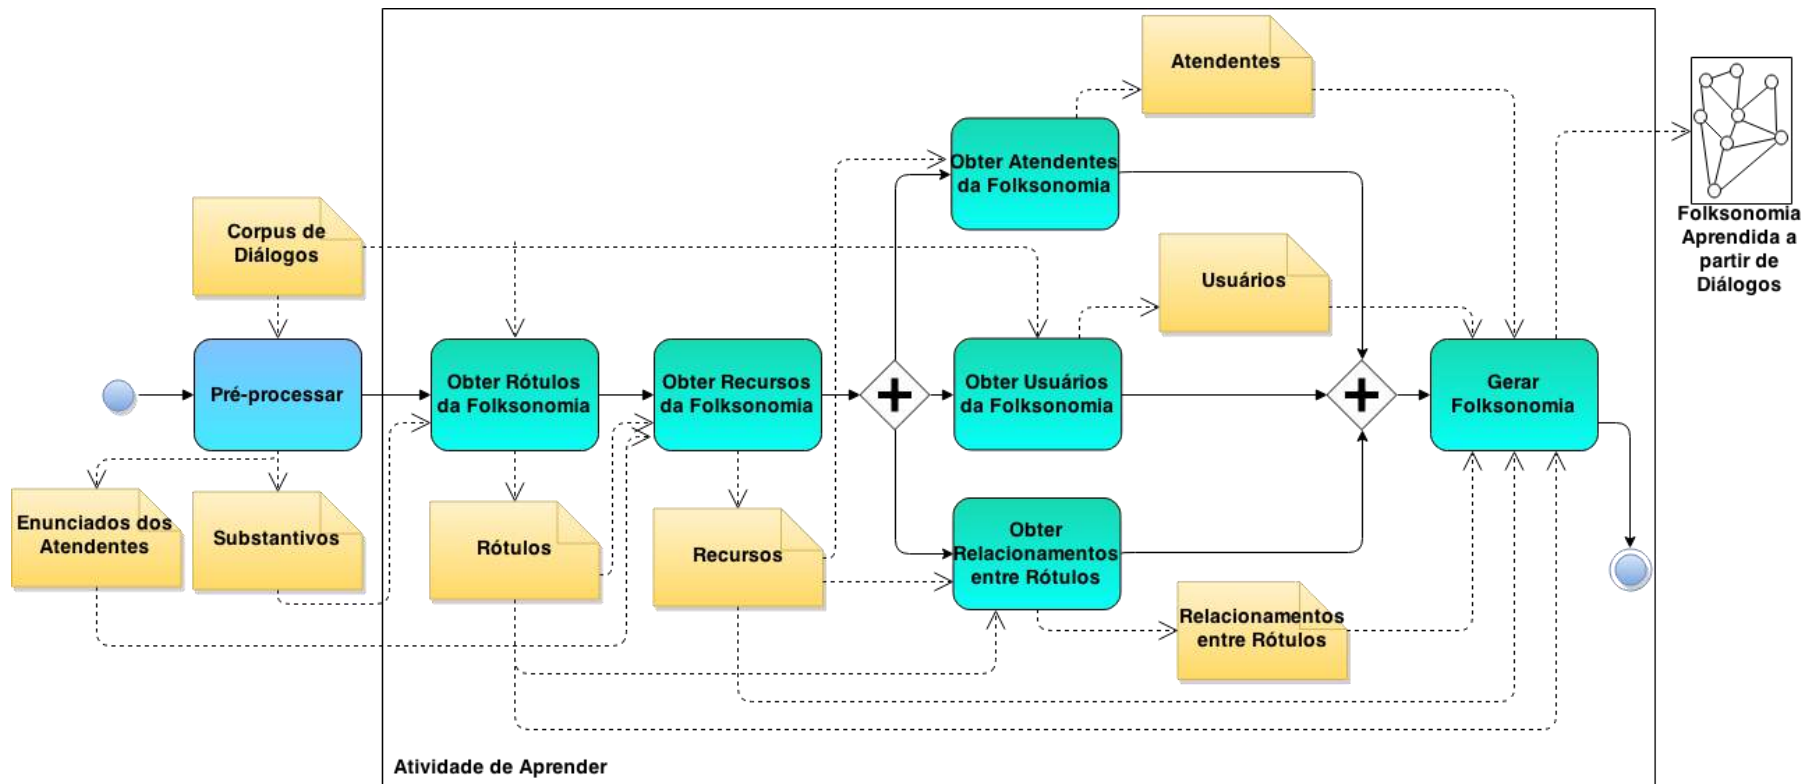 Atendentes
Obter Atendentes
da Folksonomia
Folksonomia
Aprendida a
partir de
Diálogos
Corpus de
Diálogos
Usuários
Pré-processar
Obter Rótulos
da Folksonomia
Obter Recursos
da Folksonomia
Obter Usuários
da Folksonomia
Gerar
Folksonomia
Enunciados dos
Atendentes
Substantivos
Rótulos
Recursos
Obter
Relacionamentos
entre Rótulos
Relacionamentos
entre Rótulos
Atividade de Aprender